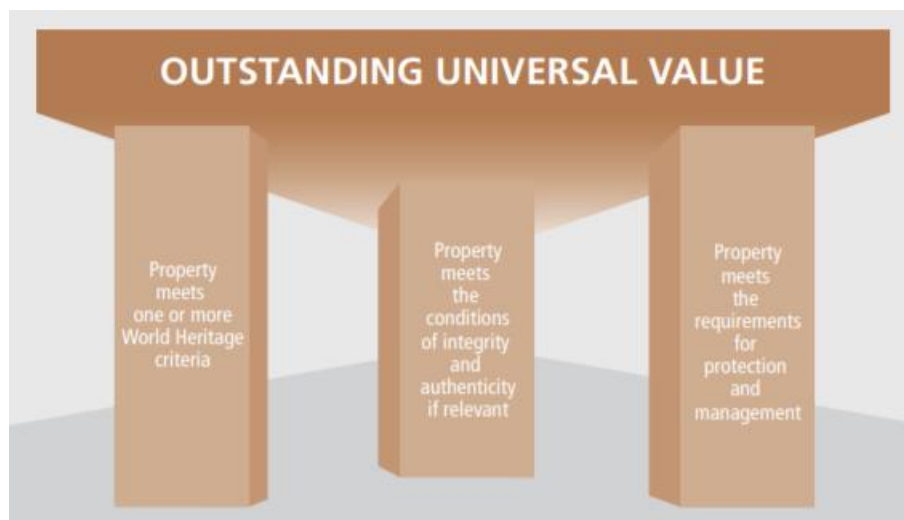 OUTSTANDING UNIVERSAL VALUE
Property
meets
one or more
World Heritage
criteria
Property
meets
the
conditions
of integrity
and
authenticity
if relevant
Property
meets
the
requirements
for
protection
and
management